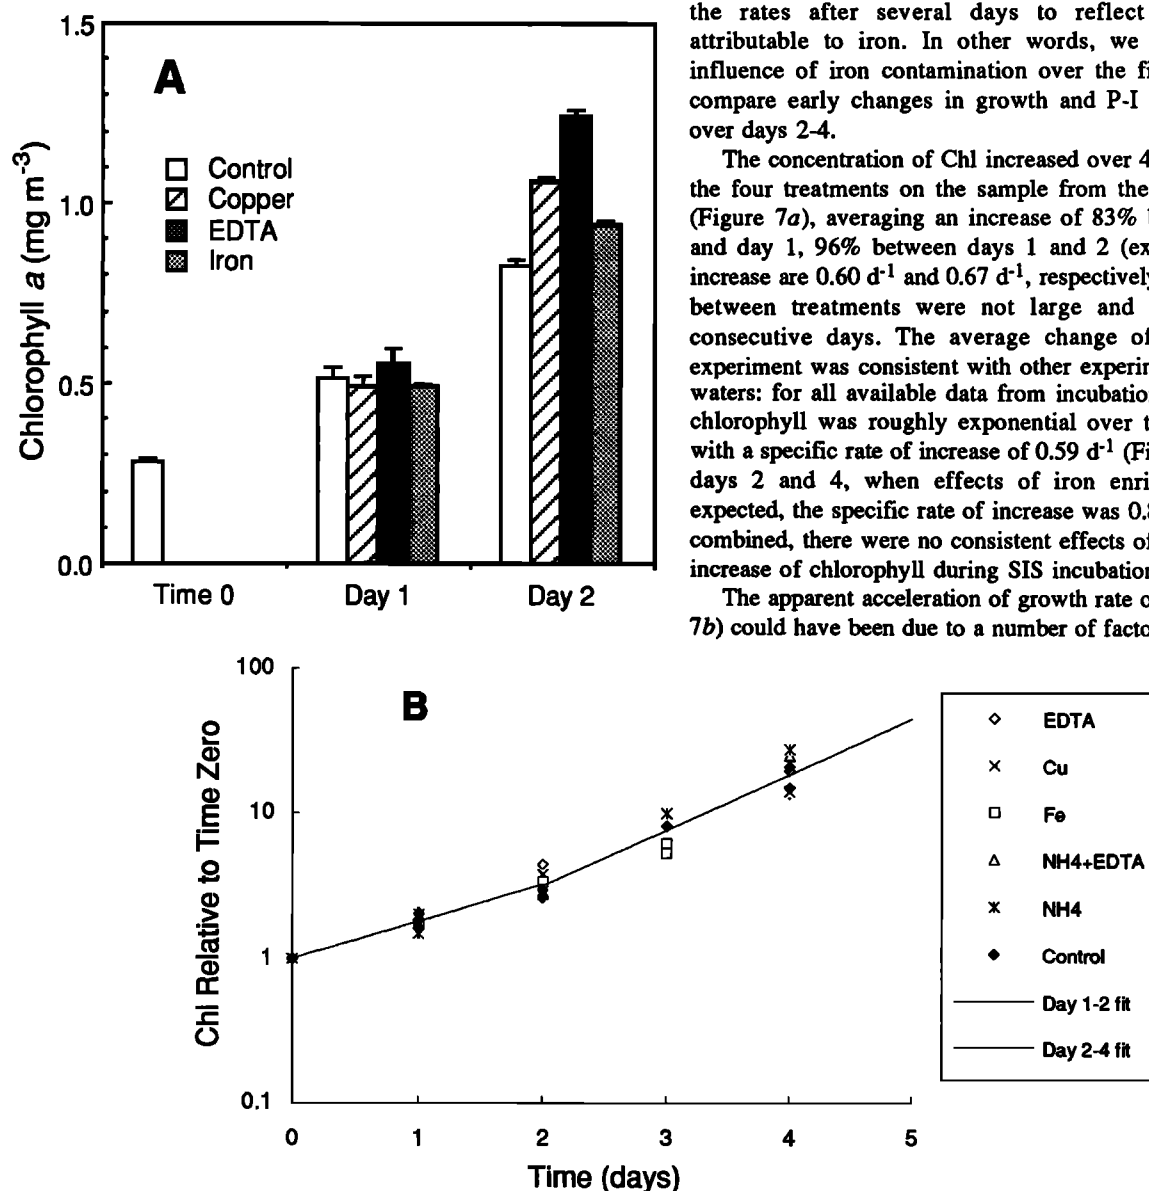 1.5
1.0
0.5
0.0
Chlorophyll a (mg m-3)
A
Control
Copper
EDTA
Iron
Time 0
Day 1
Day 2
the rates after several days to reflect
attributable to iron. In other words, we
influence of iron contamination over the fi
compare early changes in growth and P-I
over days 2-4.
The concentration of Chl increased over 4
the four treatments on the sample from the
(Figure 7a), averaging an increase of 83%
and day 1, 96% between days 1 and 2 (ex
increase are 0.60 d-1 and 0.67 d-1, respectively
between treatments were not large and
consecutive days. The average change of
experiment was consistent with other experim
waters: for all available data from incubation
chlorophyll was roughly exponential over t
with a specific rate of increase of 0.59 d-1 (Fi
days 2 and 4, when effects of iron enri
expected, the specific rate of increase was 0.8
combined, there were no consistent effects of
increase of chlorophyll during SIS incubation
The apparent acceleration of growth rate o
7b) could have been due to a number of facto
100
10
1
0.1
Chl Relative to Time Zero
B
0 1 2 3 4 5
Time (days)
EDTA
Cu
Fe
NH4+EDTA
NH4
Control
Day 1-2 fit
Day 2-4 fit